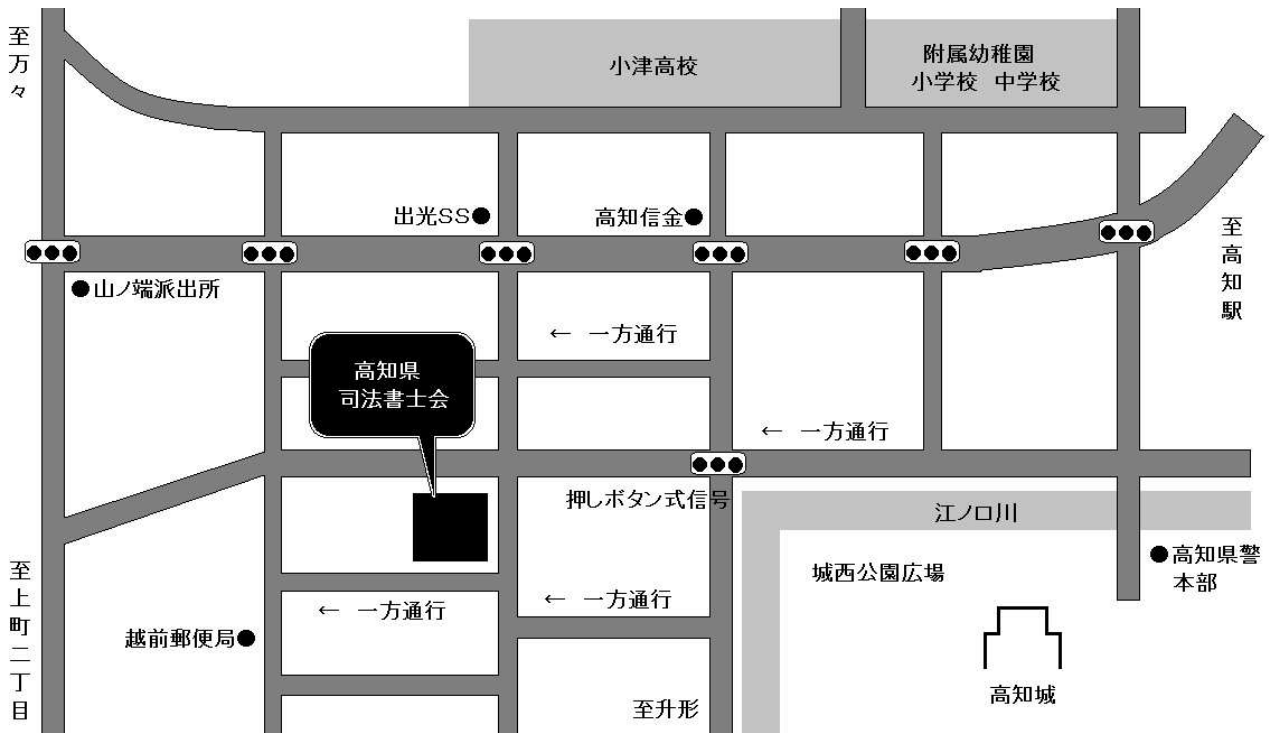 至万々
小津高校
附属幼稚園
小学校 中学校
出光SS
高知信金
至高知駅
山ノ端派出所
← 一方通行
高知県
司法書士会
← 一方通行
押しボタン式信号
江ノ口川
高知県警
本部
城西公園広場
至上町二丁目
← 一方通行
← 一方通行
越前郵便局
高知城
至升形